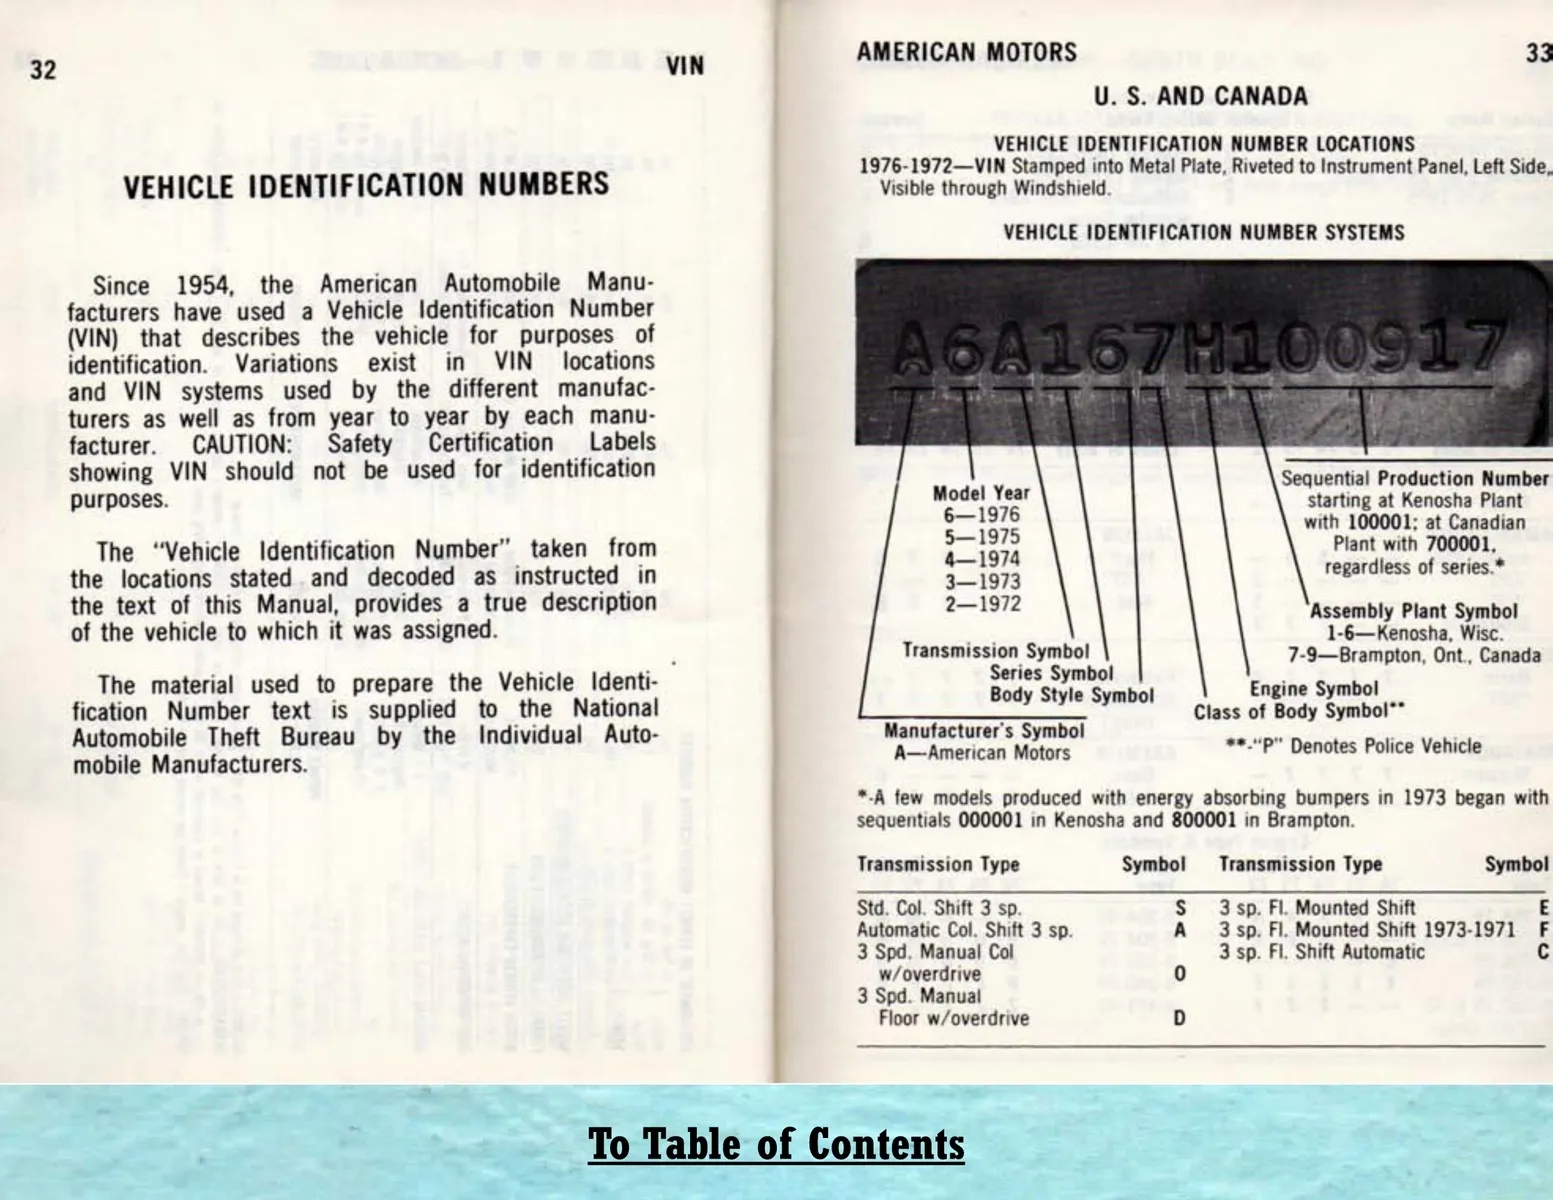 32
VIN
VEHICLE IDENTIFICATION NUMBERS
Since 1954, the American Automobile Manu-
facturers have used a Vehicle Identification Number
(VIN) that describes the vehicle for purposes of
identification. Variations exist in VIN locations
and VIN systems used by the different manufac-
turers as well as from year to year by each manu-
facturer. CAUTION: Safety Certification Labels
showing VIN should not be used for identification
purposes.
The “Vehicle Identification Number” taken from
the locations stated and decoded as instructed in
the text of this Manual, provides a true description
of the vehicle to which it was assigned.
The material used to prepare the Vehicle Identi-
fication Number text is supplied to the National
Automobile Theft Bureau by the Individual Auto-
mobile Manufacturers.
AMERICAN MOTORS
33
U. S. AND CANADA
VEHICLE IDENTIFICATION NUMBER LOCATIONS
1976-1972—VIN Stamped into Metal Plate, Riveted to Instrument Panel, Left Side,
Visible through Windshield.
VEHICLE IDENTIFICATION NUMBER SYSTEMS
A6A167H100917
Sequential Production Number
starting at Kenosha Plant
with 100001; at Canadian
Plant with 700001,
regardless of series.*
Model Year
6—1976
5—1975
4—1974
3—1973
2—1972
Assembly Plant Symbol
1-6—Kenosha, Wisc.
7-9—Brampton, Ont., Canada
Transmission Symbol
Series Symbol
Body Style Symbol
Engine Symbol
Class of Body Symbol**
Manufacturer's Symbol
A—American Motors
**-"P" Denotes Police Vehicle
*-A few models produced with energy absorbing bumpers in 1973 began with
sequentials 000001 in Kenosha and 800001 in Brampton.
Transmission Type Symbol Transmission Type Symbol
Std. Col. Shift 3 sp. S 3 sp. Fl. Mounted Shift E
Automatic Col. Shift 3 sp. A 3 sp. Fl. Mounted Shift 1973-1971 F
3 Spd. Manual Col 3 sp. Fl. Shift Automatic C
w/overdrive O
3 Spd. Manual
Floor w/overdrive D
To Table of Contents